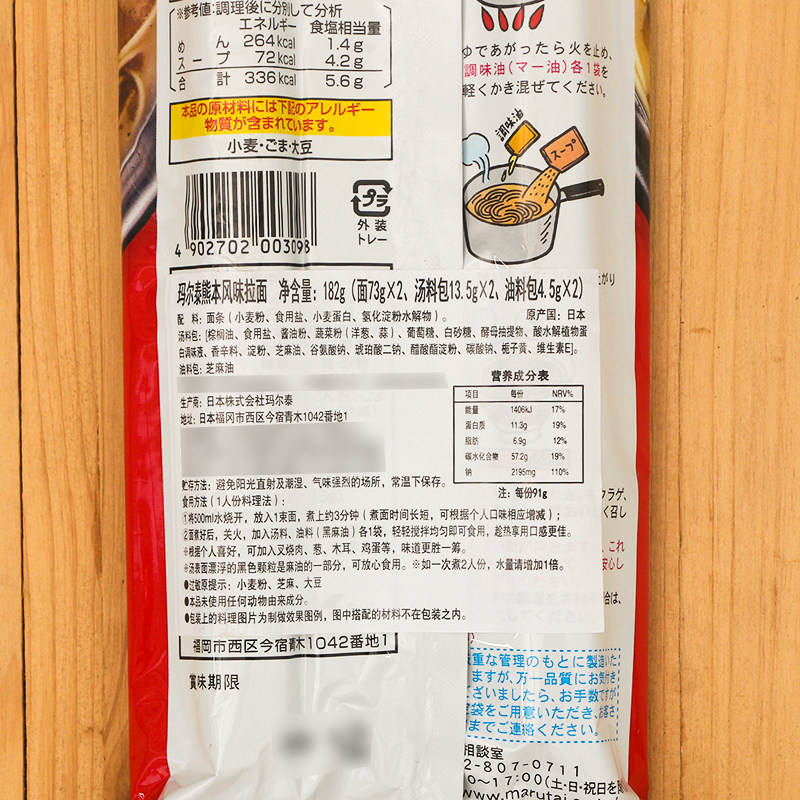 ※参考値:調理後に分別して分析
エネルギー 食塩相当量
めん 264kcal 1.4g
スープ 72kcal 4.2g
合計 336kcal 5.6g
本品の原材料には下記のアレルギー
物質が含まれています。
小麦・ごま・大豆
4 902702 003098
プラ
外装
トレー
ゆであがったら火を止め、
調味油(マー油)各1袋を
軽くかき混ぜてください。
調味油
スープ
玛尔泰熊本风味拉面 净含量：182g（面73g×2、汤料包13.5g×2、油料包4.5g×2）
配 料：面条（小麦粉、食用盐、小麦蛋白、氢化淀粉水解物）。 原产国：日本
汤料包：[棕榈油、食用盐、酱油粉、蔬菜粉（洋葱、蒜）、葡萄糖、白砂糖、酵母抽提物、酸水解植物蛋
白调味液、香辛料、淀粉、芝麻油、谷氨酸钠、琥珀酸二钠、醋酸酯淀粉、碳酸钠、栀子黄、维生素E]。
油料包：芝麻油
生产商：日本株式会社玛尔泰
地址：日本福冈市西区今宿青木1042番地1
营养成分表
项目 每份 NRV%
能量 1406kJ 17%
蛋白质 11.3g 19%
脂肪 6.9g 12%
碳水化合物 57.2g 19%
钠 2195mg 110%
注：每份91g
贮存方法：避免阳光直射及潮湿、气味强烈的场所，常温下保存。
食用方法（1人份料理法）：
①将500ml水烧开，放入1束面，煮上约3分钟（煮面时间长短，可根据个人口味相应增减）；
②面煮好后，关火，加入汤料、油料（黑麻油）各1袋，轻轻搅拌均匀即可食用，趁热享用口感更佳。
※根据个人喜好，可加入叉烧肉、葱、木耳、鸡蛋等，味道更胜一筹。
※汤表面漂浮的黑色颗粒是麻油的一部分，可放心食用。※如一次煮2人份，水量请增加1倍。
●过敏原提示：小麦粉、芝麻、大豆
●本品未使用任何动物由来成分。
●包装上的料理图片为制做效果图例，图中搭配的材料不在包装之内。
福岡市西区今宿青木1042番地1
賞味期限
クラゲ、
く召し
これ
安心し
合は、
重な管理のもとに製造いた
ますが、万一品質にお気付き
ございましたら、お手数ですが
袋をご用意いただき、お客さ
までご連絡ください。
相談室
2-807-0711
0〜17:00(土・日・祝日を除
www.marutai.co.jp/